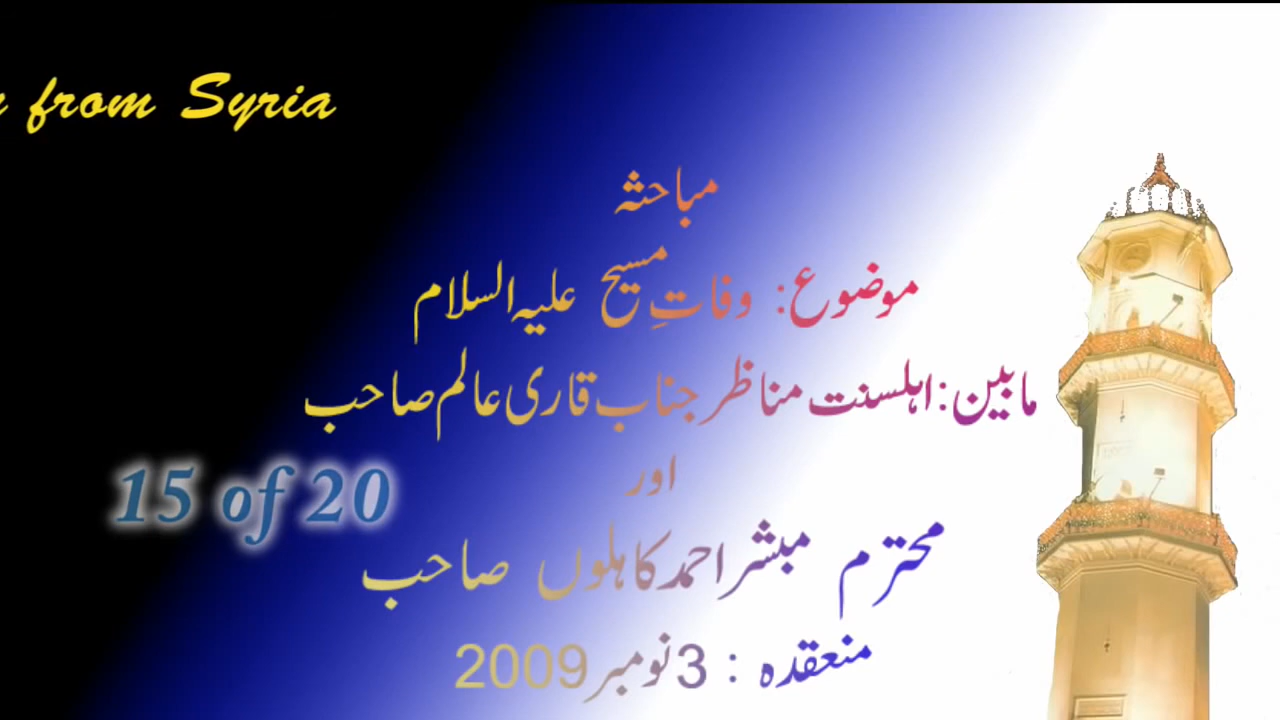 from Syria
مباحثہ
موضوع: وفاتِ مسیح علیہ السلام
مابین: اہلسنت مناظر جناب قاری عالم صاحب
اور
15 of 20
محترم مبشر احمد کاہلوں صاحب
منعقدہ : 3 نومبر 2009